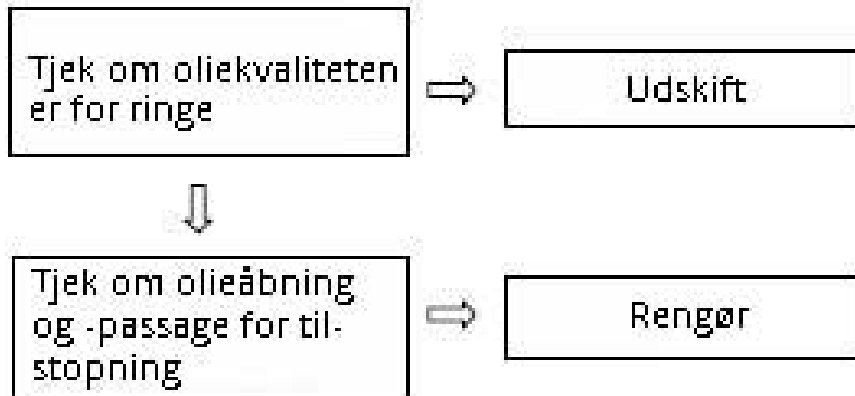 Tjek om oliekvaliteten
er for ringe
Udskift
Tjek om olieåbning
og -passage for til-
stopning
Rengør